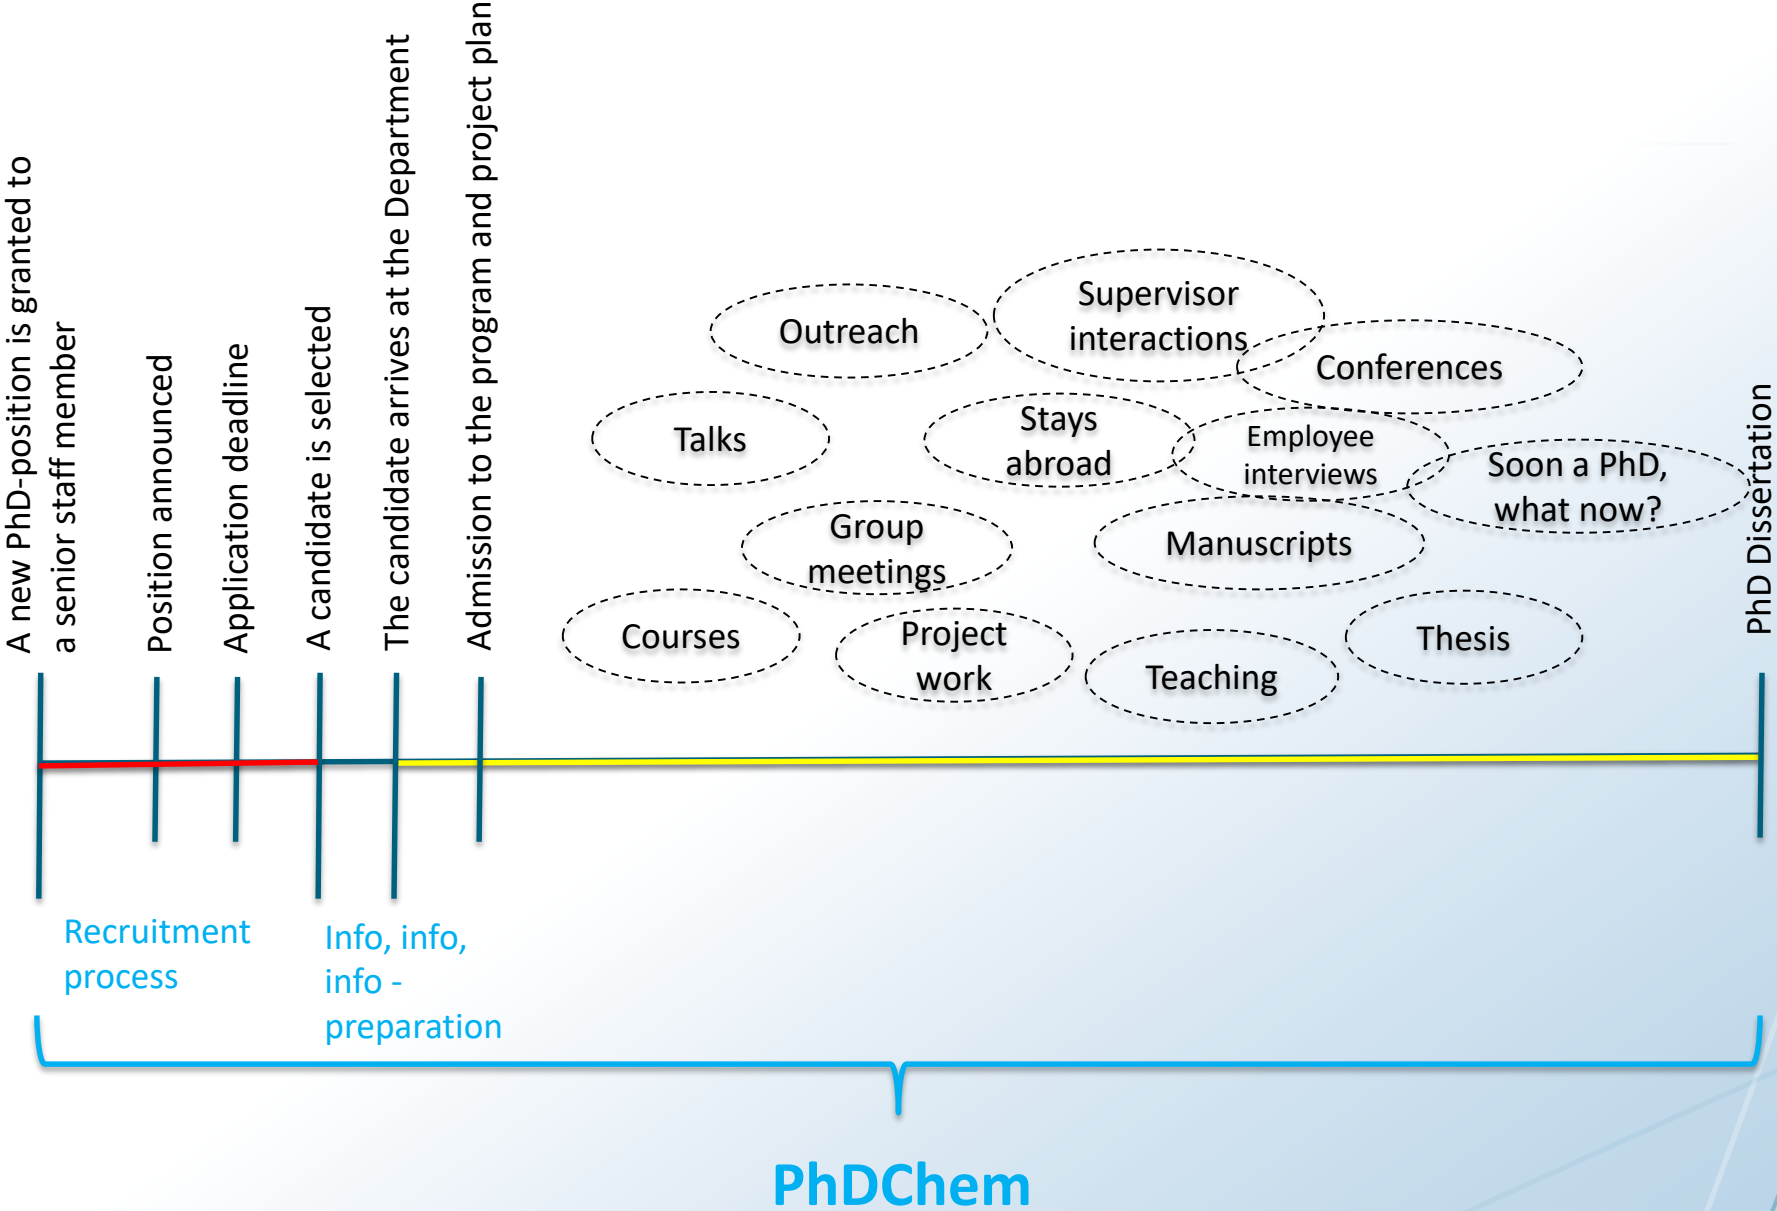 A new PhD-position is granted to
a senior staff member
Position announced
Application deadline
A candidate is selected
The candidate arrives at the Department
Admission to the program and project plan
Outreach
Supervisor
interactions
Conferences
Talks
Stays
abroad
Employee
interviews
Soon a PhD,
what now?
Group
meetings
Manuscripts
Courses
Project
work
Teaching
Thesis
PhD Dissertation
Recruitment
process
Info, info,
info -
preparation
PhDChem